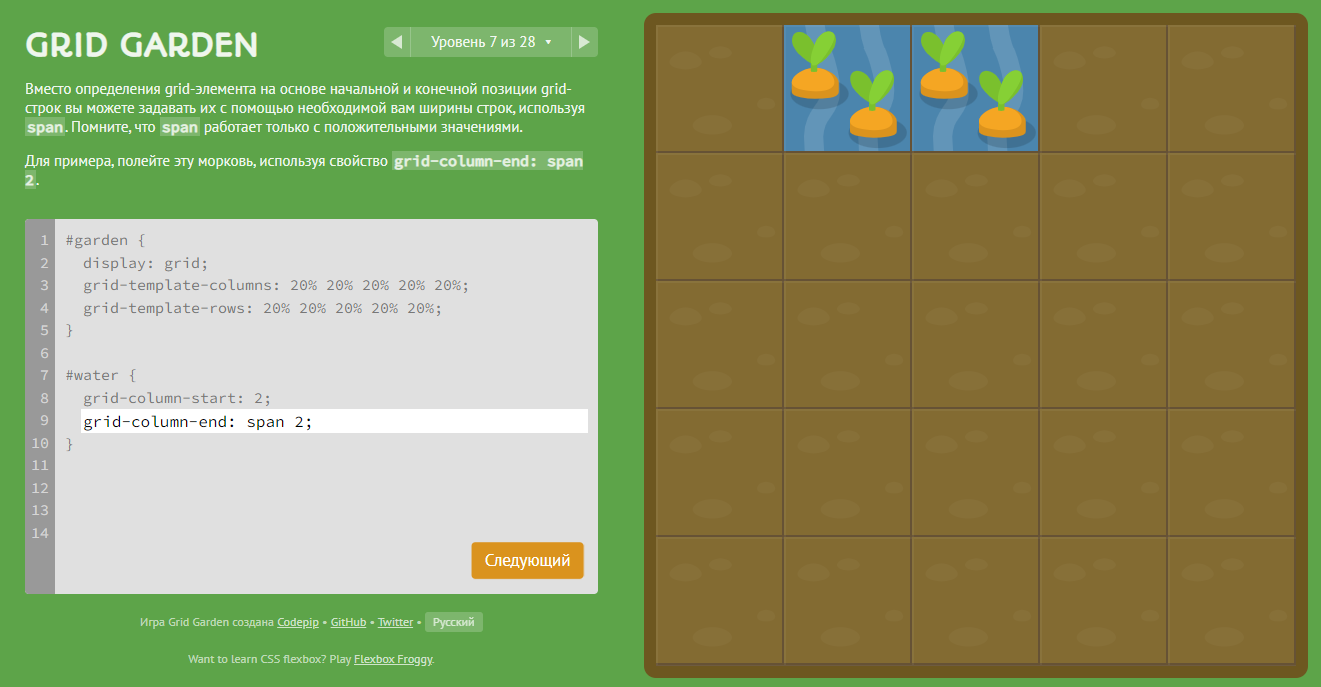 GRID GARDEN
Уровень 7 из 28
Вместо определения grid-элемента на основе начальной и конечной позиции grid-
строк вы можете задавать их с помощью необходимой вам ширины строк, используя
span. Помните, что span работает только с положительными значениями.
Для примера, полейте эту морковь, используя свойство grid-column-end: span
2.
1 #garden {
2 display: grid;
3 grid-template-columns: 20% 20% 20% 20% 20%;
4 grid-template-rows: 20% 20% 20% 20% 20%;
5 }
6
7 #water {
8 grid-column-start: 2;
9 grid-column-end: span 2;
10 }
11
12
13
14
Следующий
Игра Grid Garden создана Codepip • GitHub • Twitter • Русский
Want to learn CSS flexbox? Play Flexbox Froggy.